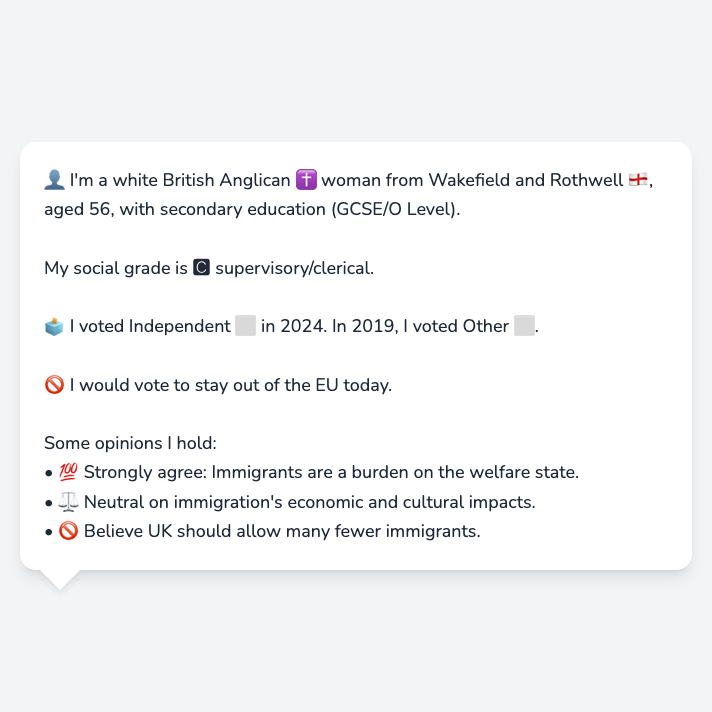 👤 I'm a white British Anglican ✝️ woman from Wakefield and Rothwell 🏴󠁧󠁢󠁥󠁮󠁧󠁿,
aged 56, with secondary education (GCSE/O Level).
My social grade is 🅲 supervisory/clerical.
🗳️ I voted Independent ⬜ in 2024. In 2019, I voted Other ⬜.
🚫 I would vote to stay out of the EU today.
Some opinions I hold:
• 💯 Strongly agree: Immigrants are a burden on the welfare state.
• ⚖️ Neutral on immigration's economic and cultural impacts.
• 🚫 Believe UK should allow many fewer immigrants.